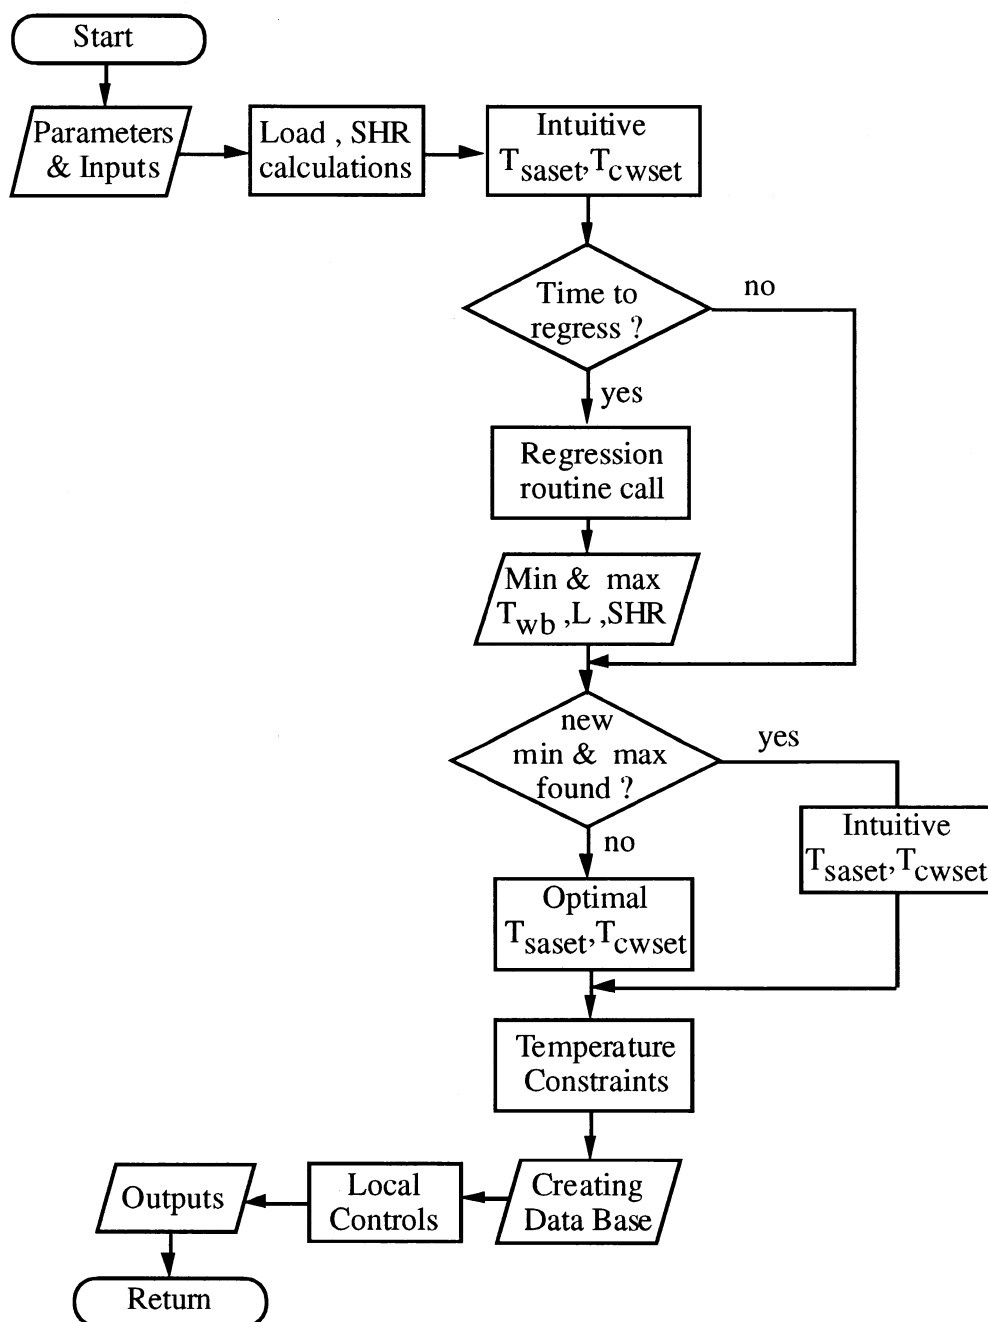 Start
Parameters
& Inputs
Load , SHR
calculations
Intuitive
Tsaset,Tcwset
Time to
regress ?
no
yes
Regression
routine call
Min & max
Twb ,L ,SHR
new
min & max
found ?
yes
no
Intuitive
Tsaset,Tcwset
Optimal
Tsaset,Tcwset
Temperature
Constraints
Creating
Data Base
Local
Controls
Outputs
Return